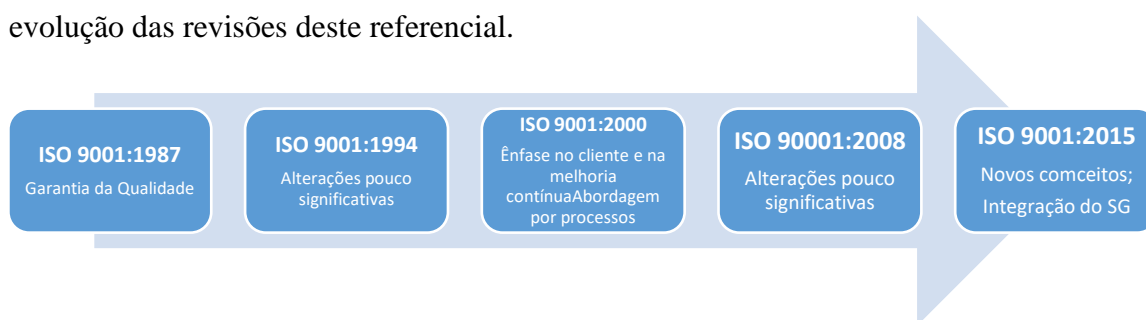 evolução das revisões deste referencial.
ISO 9001:1987
Garantia da Qualidade
ISO 9001:1994
Alterações pouco
significativas
ISO 9001:2000
Ênfase no cliente e na
melhoria
contínuaAbordagem
por processos
ISO 90001:2008
Alterações pouco
significativas
ISO 9001:2015
Novos comceitos;
Integração do SG